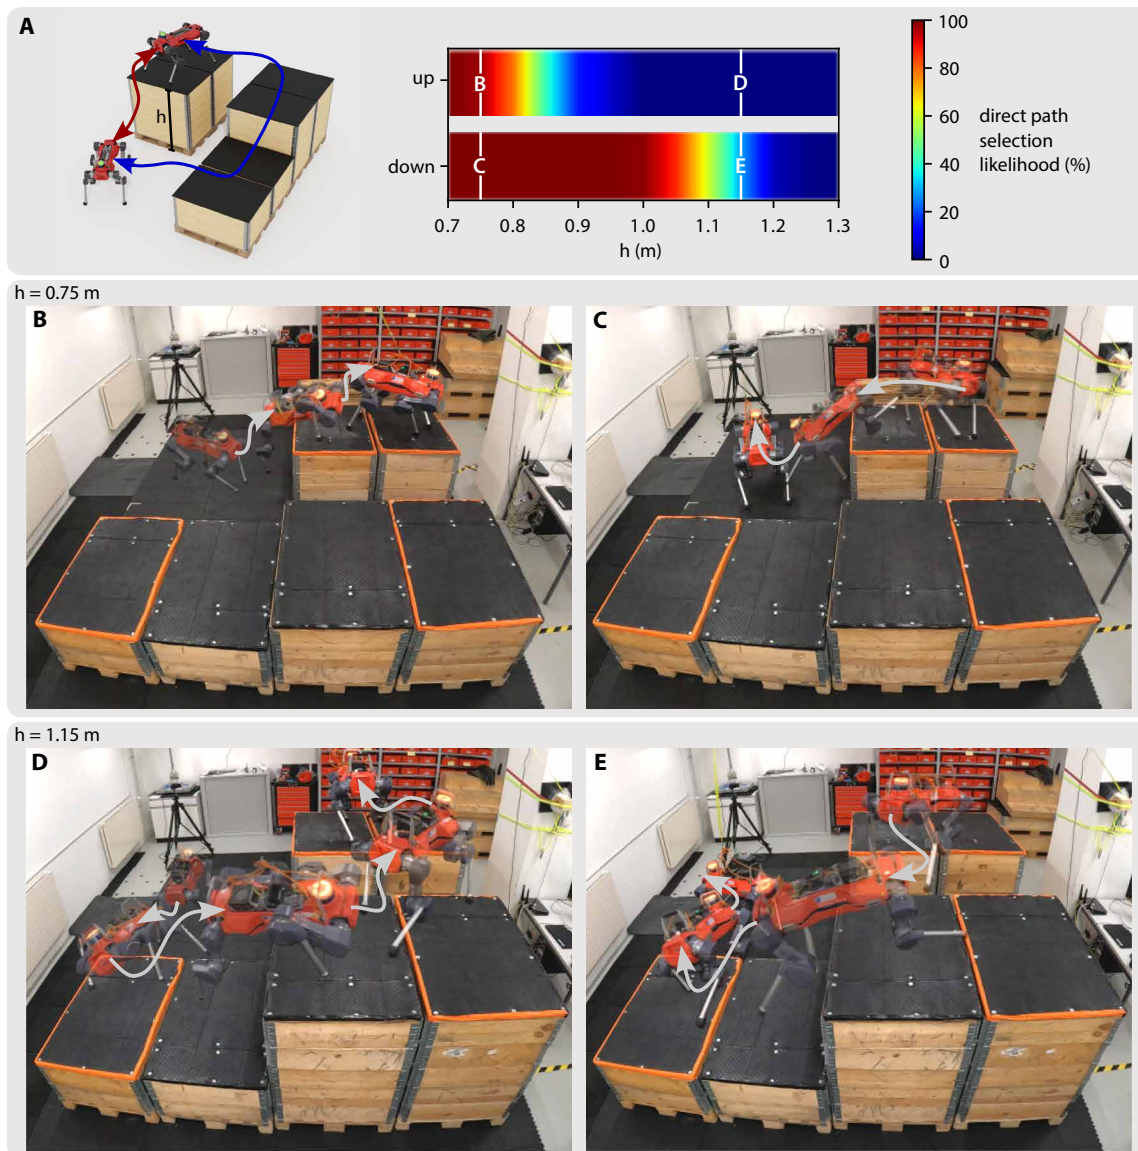 A
h
up
down
B
D
C
E
0.7 0.8 0.9 1.0 1.1 1.2 1.3
h (m)
100
80
60
40
20
0
direct path
selection
likelihood (%)
h = 0.75 m
B
C
h = 1.15 m
D
E